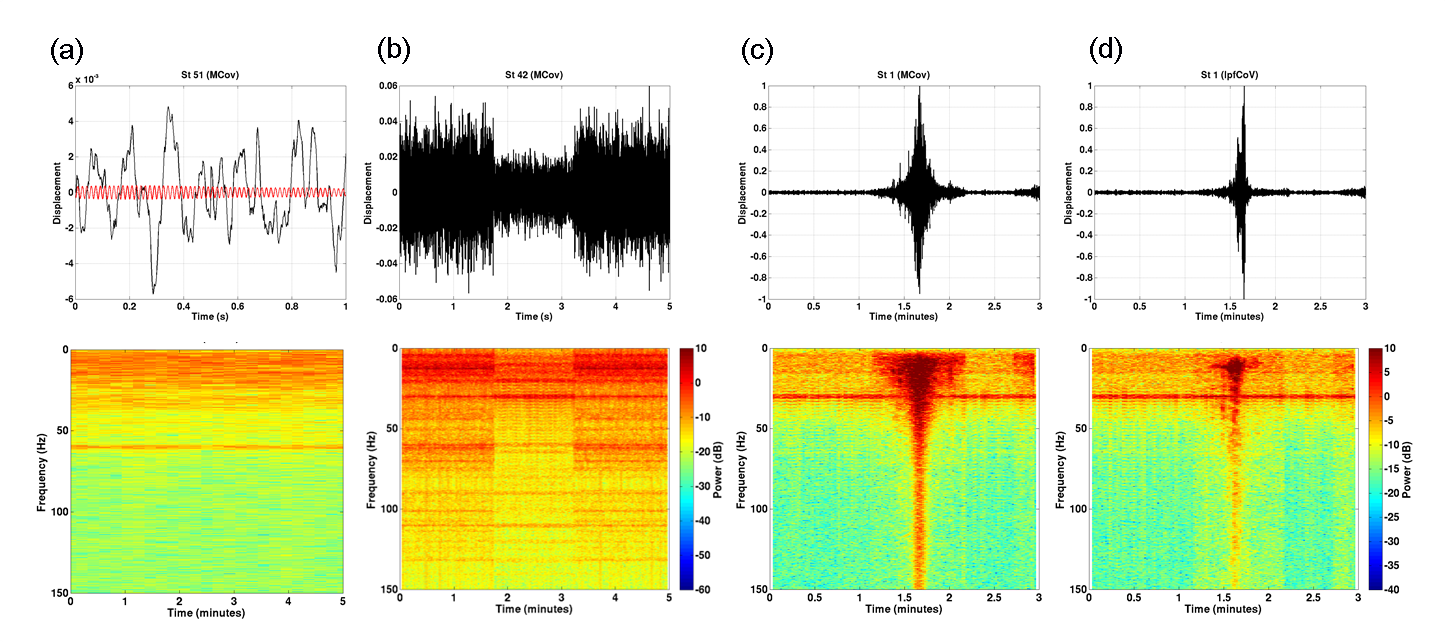 (a)
(b)
(c)
(d)
St 51 (MCov)
St 42 (MCov)
St 1 (MCov)
St 1 (lpfCoV)
x 10⁻³
6
4
2
0
-2
-4
-6
Displacement
0 0.2 0.4 0.6 0.8 1
Time (s)
0.06
0.04
0.02
0
-0.02
-0.04
-0.06
Displacement
0 1 2 3 4 5
Time (s)
1
0.8
0.6
0.4
0.2
0
-0.2
-0.4
-0.6
-0.8
-1
Displacement
0 0.5 1 1.5 2 2.5 3
Time (minutes)
1
0.8
0.6
0.4
0.2
0
-0.2
-0.4
-0.6
-0.8
-1
Displacement
0 0.5 1 1.5 2 2.5 3
Time (minutes)
0
50
100
150
Frequency (Hz)
0 1 2 3 4 5
Time (minutes)
0
50
100
150
Frequency (Hz)
0 1 2 3 4 5
Time (minutes)
10
0
-10
-20
-30
-40
-50
-60
Power (dB)
0
50
100
150
Frequency (Hz)
0 0.5 1 1.5 2 2.5 3
Time (minutes)
0
50
100
150
Frequency (Hz)
0 0.5 1 1.5 2 2.5 3
Time (minutes)
10
5
0
-5
-10
-15
-20
-25
-30
-35
-40
Power (dB)